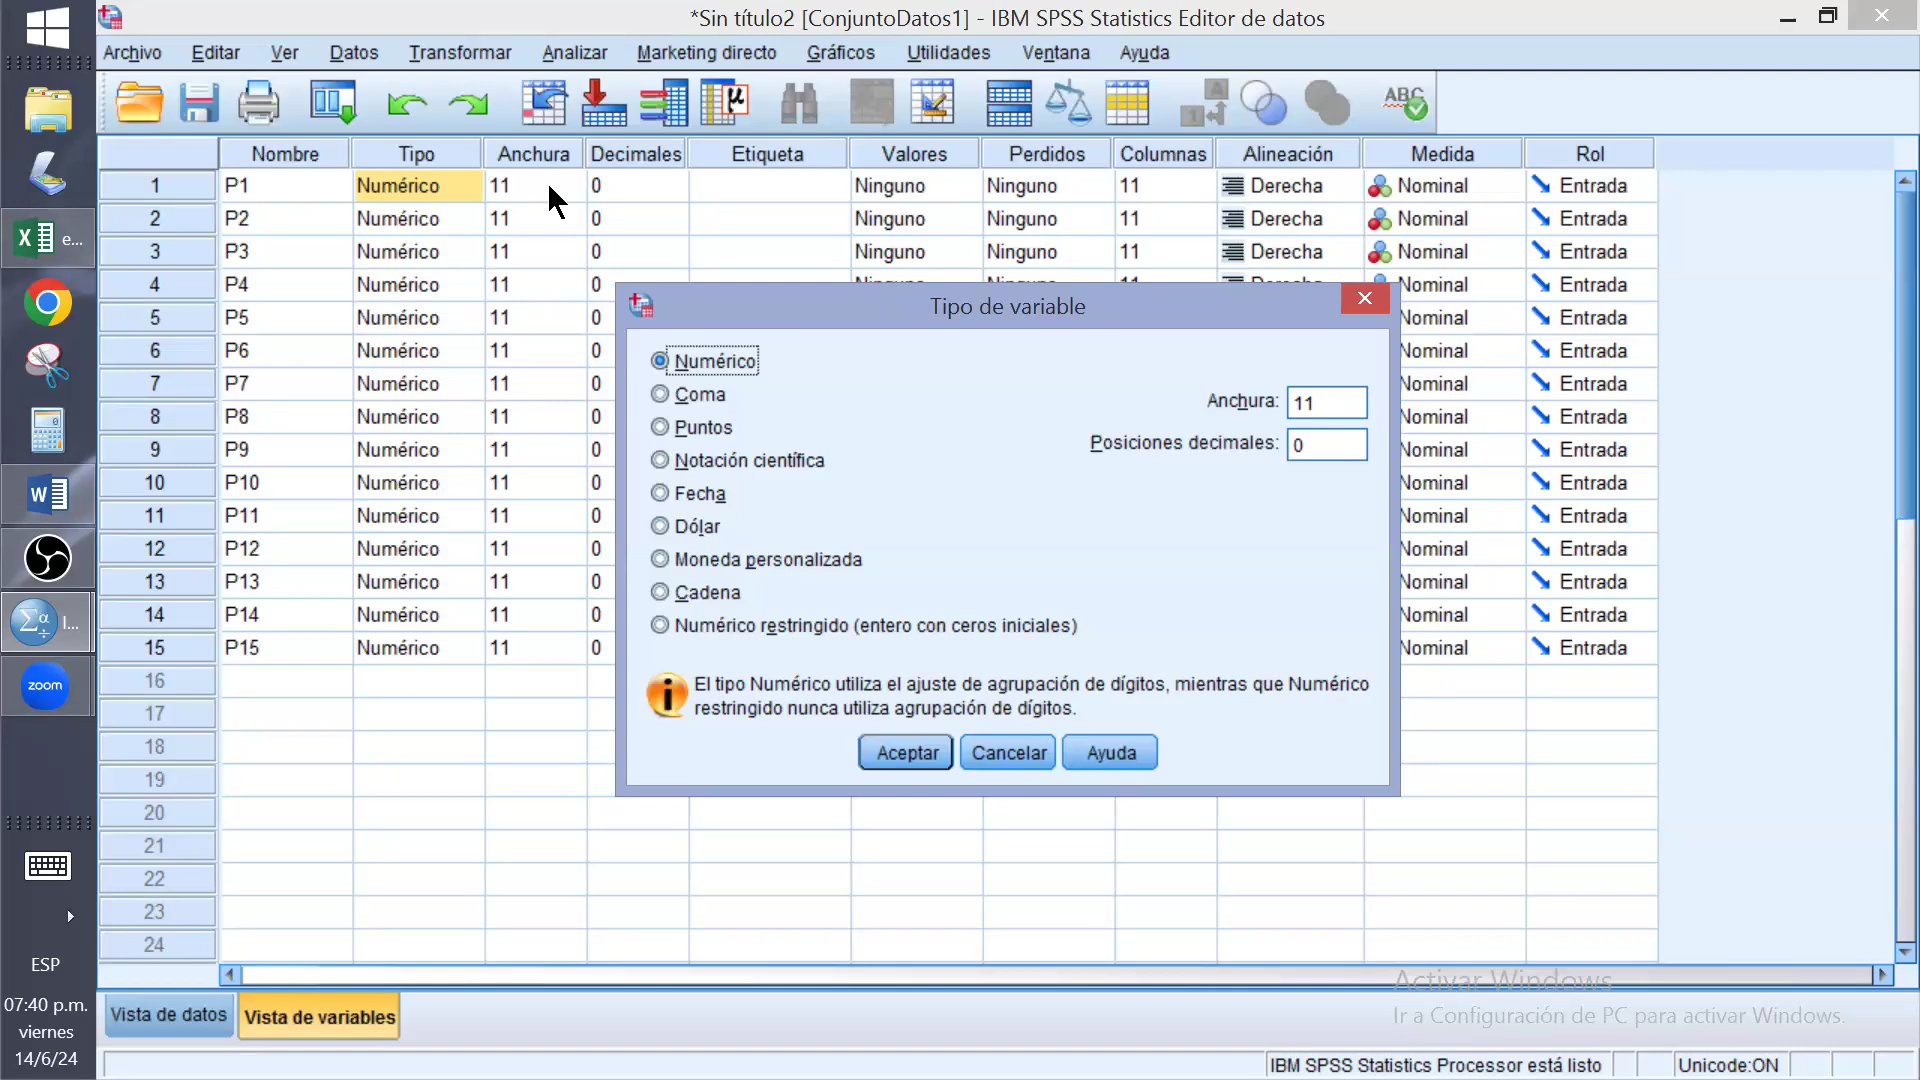 *Sin título2 [ConjuntoDatos1] - IBM SPSS Statistics Editor de datos
Archivo Editar Ver Datos Transformar Analizar Marketing directo Gráficos Utilidades Ventana Ayuda
Nombre Tipo Anchura Decimales Etiqueta Valores Perdidos Columnas Alineación Medida Rol
1 P1 Numérico 11 0 Ninguno Ninguno 11 Derecha Nominal Entrada
2 P2 Numérico 11 0 Ninguno Ninguno 11 Derecha Nominal Entrada
3 P3 Numérico 11 0 Ninguno Ninguno 11 Derecha Nominal Entrada
4 P4 Numérico 11 0 Ninguno Ninguno 11 Derecha Nominal Entrada
5 P5 Numérico 11 0 Nominal Entrada
6 P6 Numérico 11 0 Nominal Entrada
7 P7 Numérico 11 0 Nominal Entrada
8 P8 Numérico 11 0 Nominal Entrada
9 P9 Numérico 11 0 Nominal Entrada
10 P10 Numérico 11 0 Nominal Entrada
11 P11 Numérico 11 0 Nominal Entrada
12 P12 Numérico 11 0 Nominal Entrada
13 P13 Numérico 11 0 Nominal Entrada
14 P14 Numérico 11 0 Nominal Entrada
15 P15 Numérico 11 0 Nominal Entrada
16
17
18
19
20
21
22
23
24
Tipo de variable
Numérico
Coma
Puntos
Notación científica
Fecha
Dólar
Moneda personalizada
Cadena
Numérico restringido (entero con ceros iniciales)
Anchura: 11
Posiciones decimales: 0
El tipo Numérico utiliza el ajuste de agrupación de dígitos, mientras que Numérico
restringido nunca utiliza agrupación de dígitos.
Aceptar Cancelar Ayuda
Vista de datos Vista de variables
Activar Windows
Ir a Configuración de PC para activar Windows.
IBM SPSS Statistics Processor está listo Unicode:ON
e...
l...
zoom
ESP
07:40 p.m.
viernes
14/6/24
ABC